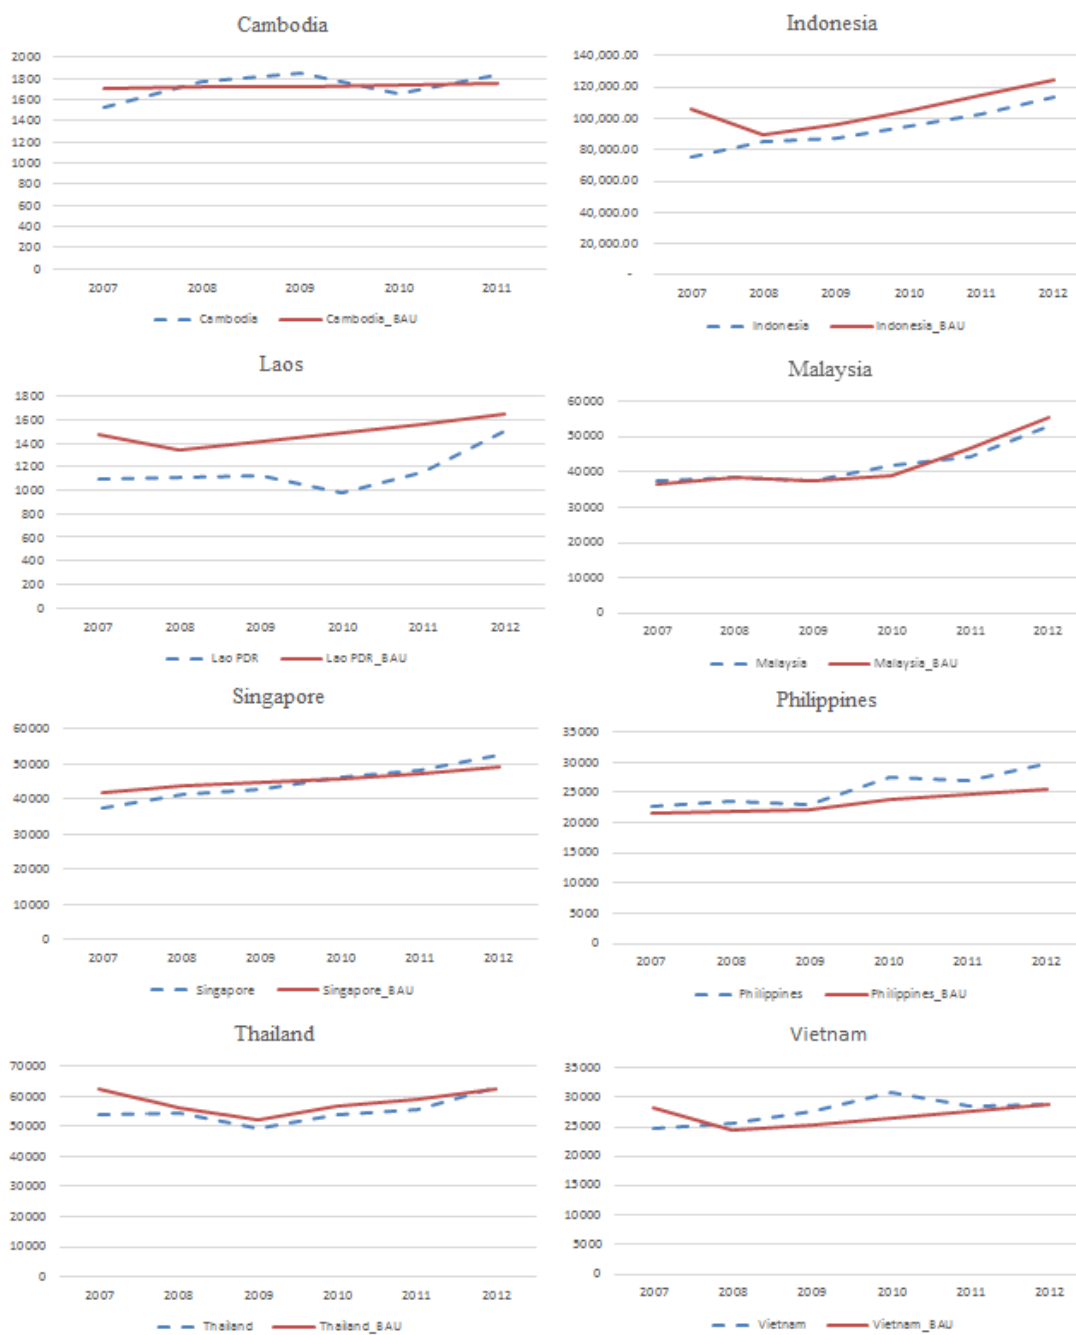 Cambodia
2000
1800
1600
1400
1200
1000
800
600
400
200
0
2007 2008 2009 2010 2011
Cambodia Cambodia_BAU
Indonesia
140,000.00
120,000.00
100,000.00
80,000.00
60,000.00
40,000.00
20,000.00
-
2007 2008 2009 2010 2011 2012
Indonesia Indonesia_BAU
Laos
1800
1600
1400
1200
1000
800
600
400
200
0
2007 2008 2009 2010 2011 2012
Lao PDR Lao PDR_BAU
Malaysia
60000
50000
40000
30000
20000
10000
0
2007 2008 2009 2010 2011 2012
Malaysia Malaysia_BAU
Singapore
60000
50000
40000
30000
20000
10000
0
2007 2008 2009 2010 2011 2012
Singapore Singapore_BAU
Philippines
35000
30000
25000
20000
15000
10000
5000
0
2007 2008 2009 2010 2011 2012
Philippines Philippines_BAU
Thailand
70000
60000
50000
40000
30000
20000
10000
0
2007 2008 2009 2010 2011 2012
Thailand Thailand_BAU
Vietnam
35000
30000
25000
20000
15000
10000
5000
0
2007 2008 2009 2010 2011 2012
Vietnam Vietnam_BAU